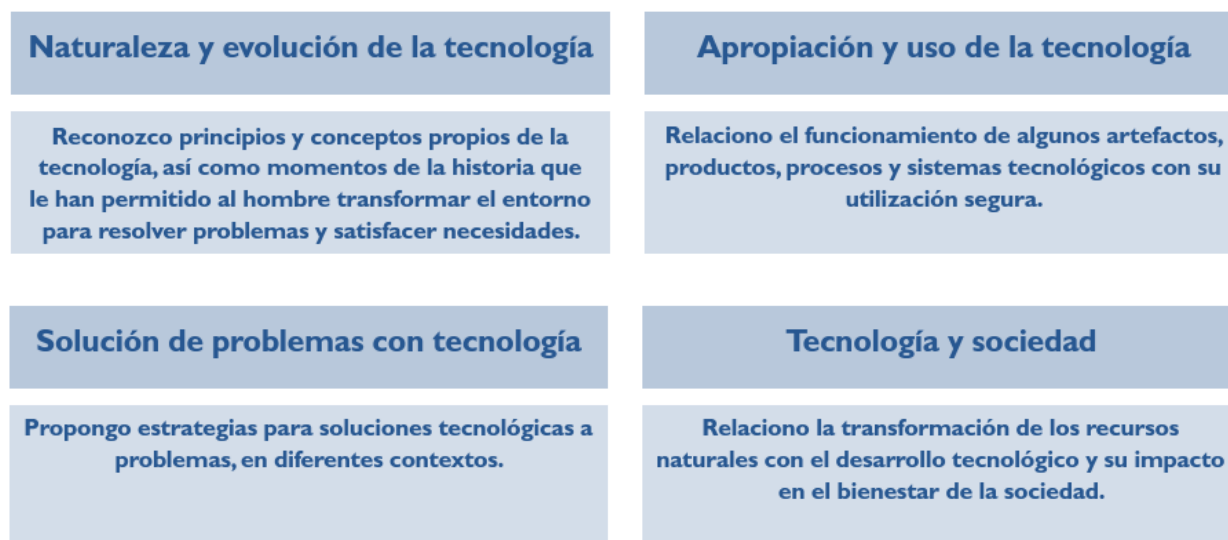 Naturaleza y evolución de la tecnología
Reconozco principios y conceptos propios de la
tecnología, así como momentos de la historia que
le han permitido al hombre transformar el entorno
para resolver problemas y satisfacer necesidades.
Apropiación y uso de la tecnología
Relaciono el funcionamiento de algunos artefactos,
productos, procesos y sistemas tecnológicos con su
utilización segura.
Solución de problemas con tecnología
Propongo estrategias para soluciones tecnológicas a
problemas, en diferentes contextos.
Tecnología y sociedad
Relaciono la transformación de los recursos
naturales con el desarrollo tecnológico y su impacto
en el bienestar de la sociedad.